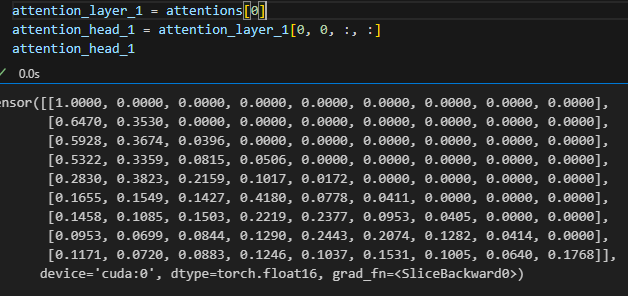 attention_layer_1 = attentions[0]
attention_head_1 = attention_layer_1[0, 0, :, :]
attention_head_1
✓ 0.0s
ensor([[1.0000, 0.0000, 0.0000, 0.0000, 0.0000, 0.0000, 0.0000, 0.0000, 0.0000],
[0.6470, 0.3530, 0.0000, 0.0000, 0.0000, 0.0000, 0.0000, 0.0000, 0.0000],
[0.5928, 0.3674, 0.0396, 0.0000, 0.0000, 0.0000, 0.0000, 0.0000, 0.0000],
[0.5322, 0.3359, 0.0815, 0.0506, 0.0000, 0.0000, 0.0000, 0.0000, 0.0000],
[0.2830, 0.3823, 0.2159, 0.1017, 0.0172, 0.0000, 0.0000, 0.0000, 0.0000],
[0.1655, 0.1549, 0.1427, 0.4180, 0.0778, 0.0411, 0.0000, 0.0000, 0.0000],
[0.1458, 0.1085, 0.1503, 0.2219, 0.2377, 0.0953, 0.0405, 0.0000, 0.0000],
[0.0953, 0.0699, 0.0844, 0.1290, 0.2443, 0.2074, 0.1282, 0.0414, 0.0000],
[0.1171, 0.0720, 0.0883, 0.1246, 0.1037, 0.1531, 0.1005, 0.0640, 0.1768]],
device='cuda:0', dtype=torch.float16, grad_fn=<SliceBackward0>)